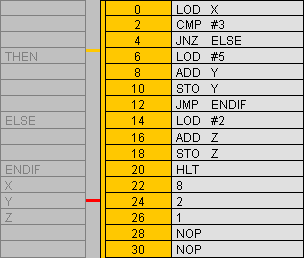 0 LOD X
2 CMP #3
4 JNZ ELSE
THEN 6 LOD #5
8 ADD Y
10 STO Y
12 JMP ENDIF
ELSE 14 LOD #2
16 ADD Z
18 STO Z
ENDIF 20 HLT
X 22 8
Y 24 2
Z 26 1
28 NOP
30 NOP